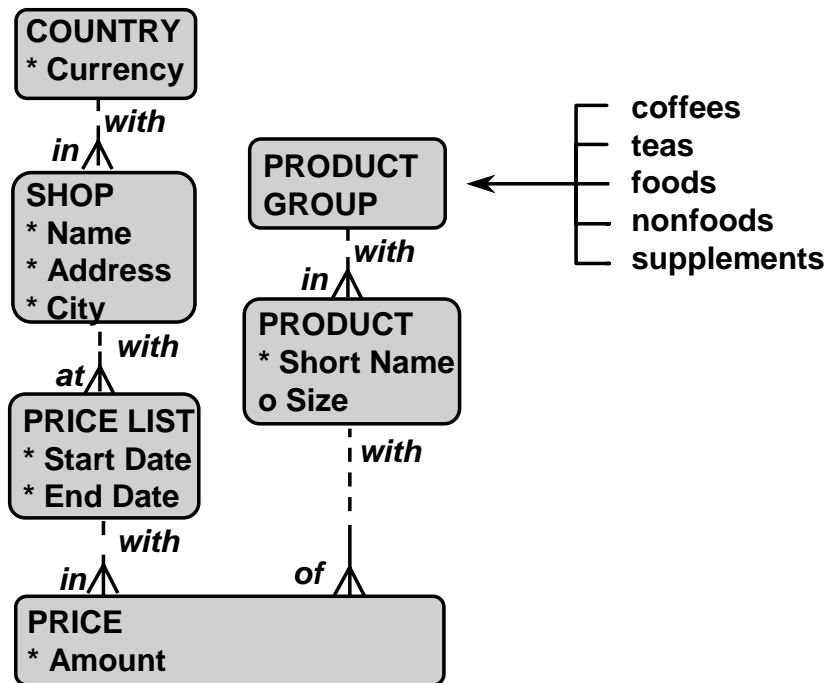 COUNTRY
* Currency
with
in
SHOP
* Name
* Address
* City
with
at
PRICE LIST
* Start Date
* End Date
with
in
PRODUCT
GROUP
with
in
PRODUCT
* Short Name
o Size
with
of
PRICE
* Amount
coffees
teas
foods
nonfoods
supplements